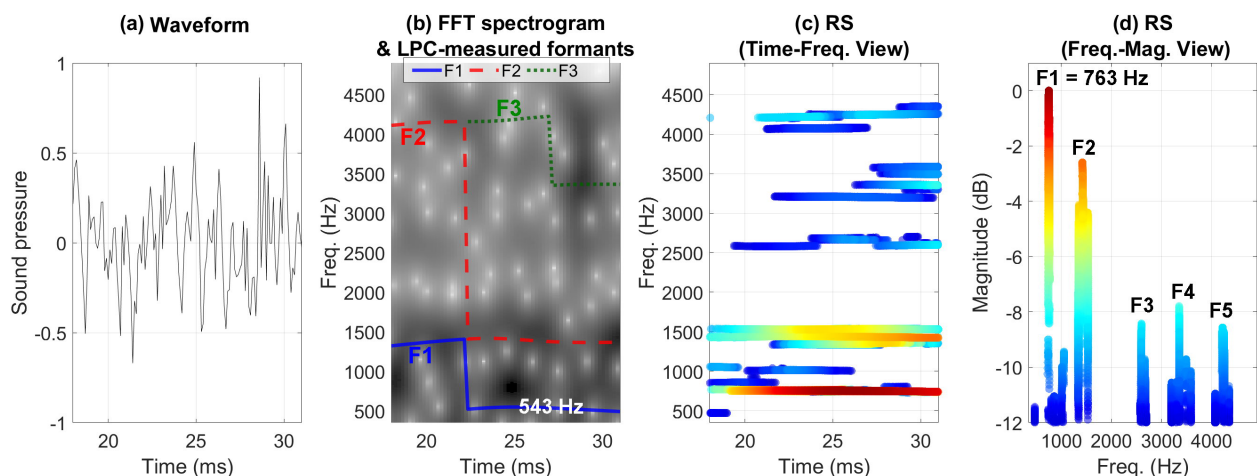 (a) Waveform
Sound pressure
1
0.5
0
-0.5
-1
20
25
30
Time (ms)
(b) FFT spectrogram
& LPC-measured formants
F1
F2
F3
Freq. (Hz)
4500
4000
3500
3000
2500
2000
1500
1000
500
F2
F3
F1
543 Hz
20
25
30
Time (ms)
(c) RS
(Time-Freq. View)
Freq. (Hz)
4500
4000
3500
3000
2500
2000
1500
1000
500
20
25
30
Time (ms)
(d) RS
(Freq.-Mag. View)
Magnitude (dB)
0
-2
-4
-6
-8
-10
-12
F1 = 763 Hz
F2
F3
F4
F5
1000
2000
3000
4000
Freq. (Hz)